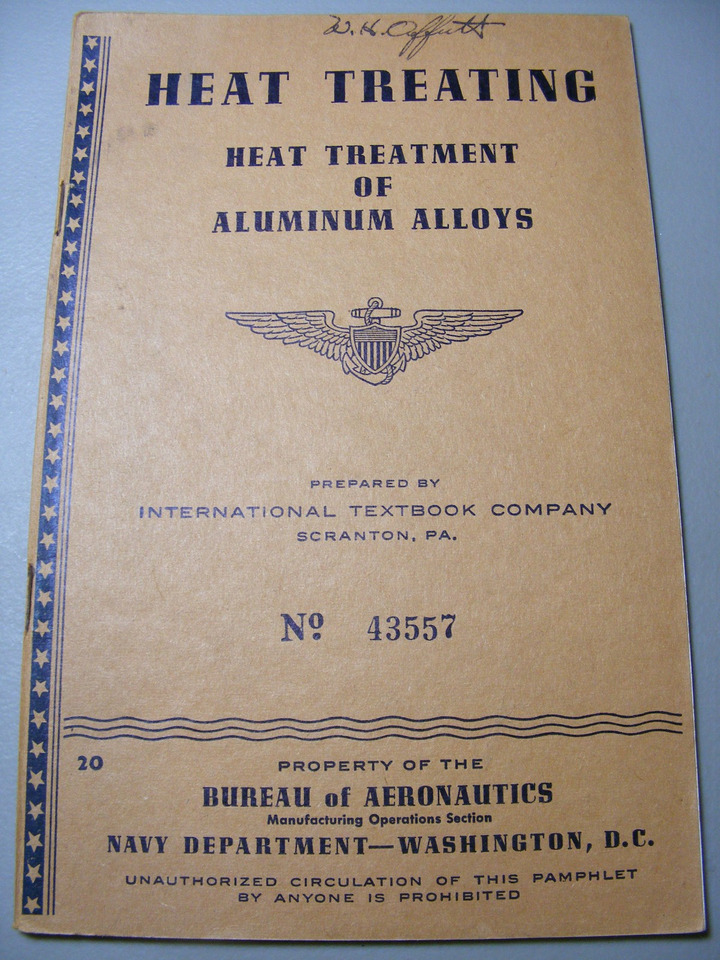 W. H. Offutt
HEAT TREATING
HEAT TREATMENT
OF
ALUMINUM ALLOYS
PREPARED BY
INTERNATIONAL TEXTBOOK COMPANY
SCRANTON, PA.
Nº 43557
20
PROPERTY OF THE
BUREAU of AERONAUTICS
Manufacturing Operations Section
NAVY DEPARTMENT—WASHINGTON, D.C.
UNAUTHORIZED CIRCULATION OF THIS PAMPHLET
BY ANYONE IS PROHIBITED